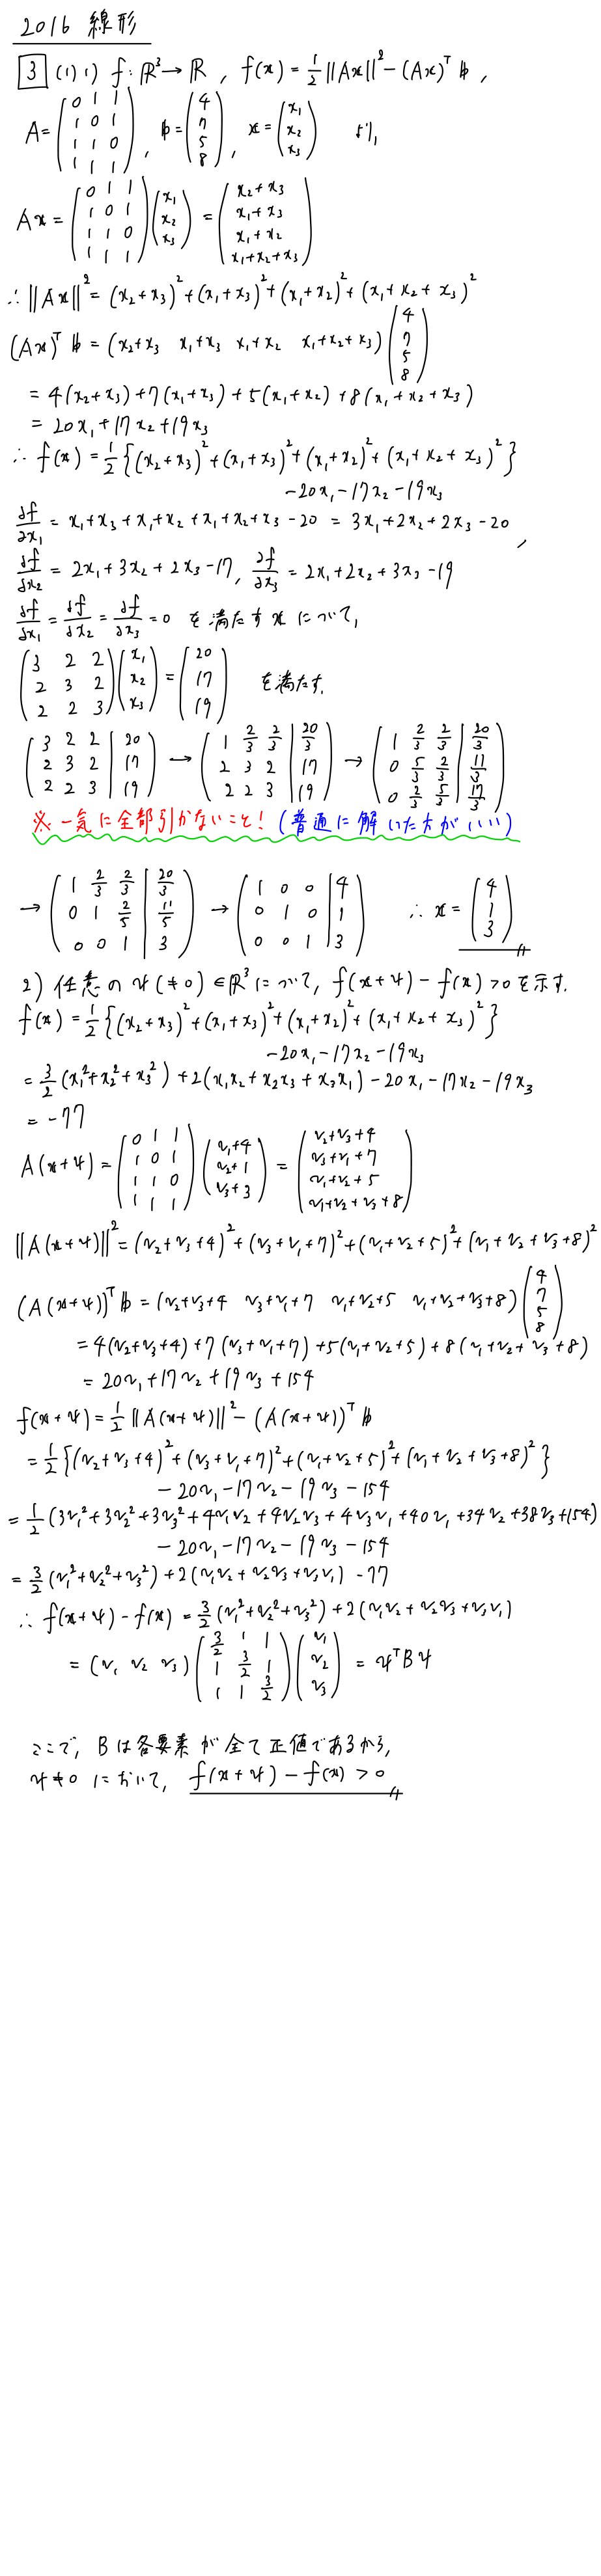 2016 線形
3 (1) 1) f: ℝ³→ℝ, f(x) = 1/2 ||Ax||² - (Ax)ᵀ b,
A = (0 1 1; 1 0 1; 1 1 0; 1 1 1), b = (4; 7; 5; 8), x = (x₁; x₂; x₃) より,
Ax = (0 1 1; 1 0 1; 1 1 0; 1 1 1)(x₁; x₂; x₃) = (x₂+x₃; x₁+x₃; x₁+x₂; x₁+x₂+x₃)
∴ ||Ax||² = (x₂+x₃)² + (x₁+x₃)² + (x₁+x₂)² + (x₁+x₂+x₃)²
(Ax)ᵀ b = (x₂+x₃ x₁+x₃ x₁+x₂ x₁+x₂+x₃)(4; 7; 5; 8)
= 4(x₂+x₃) + 7(x₁+x₃) + 5(x₁+x₂) + 8(x₁+x₂+x₃)
= 20x₁+17x₂+19x₃
∴ f(x) = 1/2 {(x₂+x₃)² + (x₁+x₃)² + (x₁+x₂)² + (x₁+x₂+x₃)²}
-20x₁-17x₂-19x₃
∂f/∂x₁ = x₁+x₃+x₁+x₂+x₁+x₂+x₃-20 = 3x₁+2x₂+2x₃-20,
∂f/∂x₂ = 2x₁+3x₂+2x₃-17, ∂f/∂x₃ = 2x₁+2x₂+3x₃-19
∂f/∂x₁ = ∂f/∂x₂ = ∂f/∂x₃ = 0 を満たす x について,
(3 2 2; 2 3 2; 2 2 3)(x₁; x₂; x₃) = (20; 17; 19) を満たす.
(3 2 2 | 20; 2 3 2 | 17; 2 2 3 | 19) → (1 2/3 2/3 | 20/3; 2 3 2 | 17; 2 2 3 | 19) → (1 2/3 2/3 | 20/3; 0 5/3 2/3 | 11/3; 0 2/3 5/3 | 17/3)
※ 一気に全部引かないこと! (普通に解いた方がいい)
→ (1 2/3 2/3 | 20/3; 0 1 2/5 | 11/5; 0 0 1 | 3) → (1 0 0 | 4; 0 1 0 | 1; 0 0 1 | 3) ∴ x = (4; 1; 3)
2) 任意の v(≠0) ∈ℝ³ について, f(x+v) - f(x) > 0 を示す.
f(x) = 1/2 {(x₂+x₃)² + (x₁+x₃)² + (x₁+x₂)² + (x₁+x₂+x₃)²}
-20x₁-17x₂-19x₃
= 3/2 (x₁²+x₂²+x₃²) + 2(x₁x₂+x₂x₃+x₃x₁) - 20x₁-17x₂-19x₃
= -77
A(x+v) = (0 1 1; 1 0 1; 1 1 0; 1 1 1)(v₁+4; v₂+1; v₃+3) = (v₂+v₃+4; v₃+v₁+7; v₁+v₂+5; v₁+v₂+v₃+8)
||A(x+v)||² = (v₂+v₃+4)² + (v₃+v₁+7)² + (v₁+v₂+5)² + (v₁+v₂+v₃+8)²
(A(x+v))ᵀ b = (v₂+v₃+4 v₃+v₁+7 v₁+v₂+5 v₁+v₂+v₃+8)(4; 7; 5; 8)
= 4(v₂+v₃+4) + 7(v₃+v₁+7) + 5(v₁+v₂+5) + 8(v₁+v₂+v₃+8)
= 20v₁+17v₂+19v₃+154
f(x+v) = 1/2 ||A(x+v)||² - (A(x+v))ᵀ b
= 1/2 {(v₂+v₃+4)² + (v₃+v₁+7)² + (v₁+v₂+5)² + (v₁+v₂+v₃+8)²}
-20v₁-17v₂-19v₃-154
= 1/2 (3v₁²+3v₂²+3v₃²+4v₁v₂+4v₂v₃+4v₃v₁+40v₁+34v₂+38v₃+154)
-20v₁-17v₂-19v₃-154
= 3/2 (v₁²+v₂²+v₃²) + 2(v₁v₂+v₂v₃+v₃v₁) - 77
∴ f(x+v) - f(x) = 3/2 (v₁²+v₂²+v₃²) + 2(v₁v₂+v₂v₃+v₃v₁)
= (v₁ v₂ v₃)(3/2 1 1; 1 3/2 1; 1 1 3/2)(v₁; v₂; v₃) = vᵀBv
ここで, Bは各要素が全て正値であるから,
v≠0 において, f(x+v) - f(x) > 0